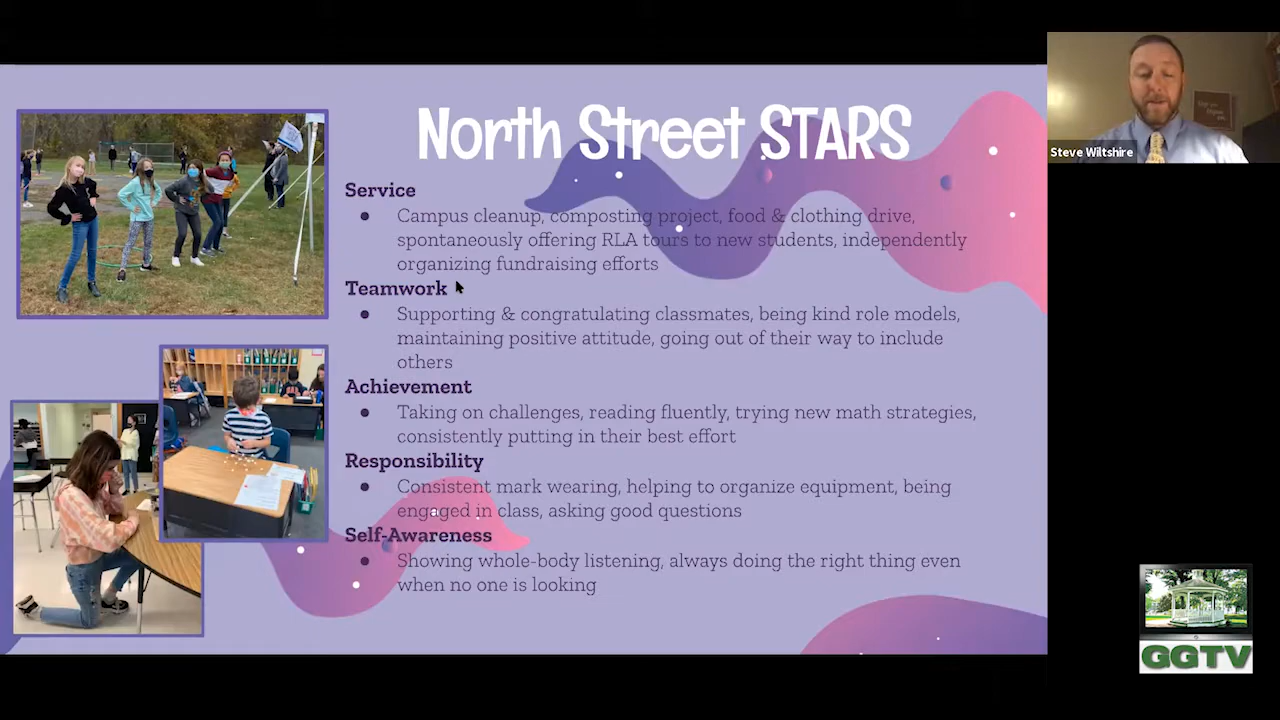 North Street STARS
Service
● Campus cleanup, composting project, food & clothing drive,
spontaneously offering RLA tours to new students, independently
organizing fundraising efforts
Teamwork
● Supporting & congratulating classmates, being kind role models,
maintaining positive attitude, going out of their way to include
others
Achievement
● Taking on challenges, reading fluently, trying new math strategies,
consistently putting in their best effort
Responsibility
● Consistent mark wearing, helping to organize equipment, being
engaged in class, asking good questions
Self-Awareness
● Showing whole-body listening, always doing the right thing even
when no one is looking
Steve Wiltshire
GGTV